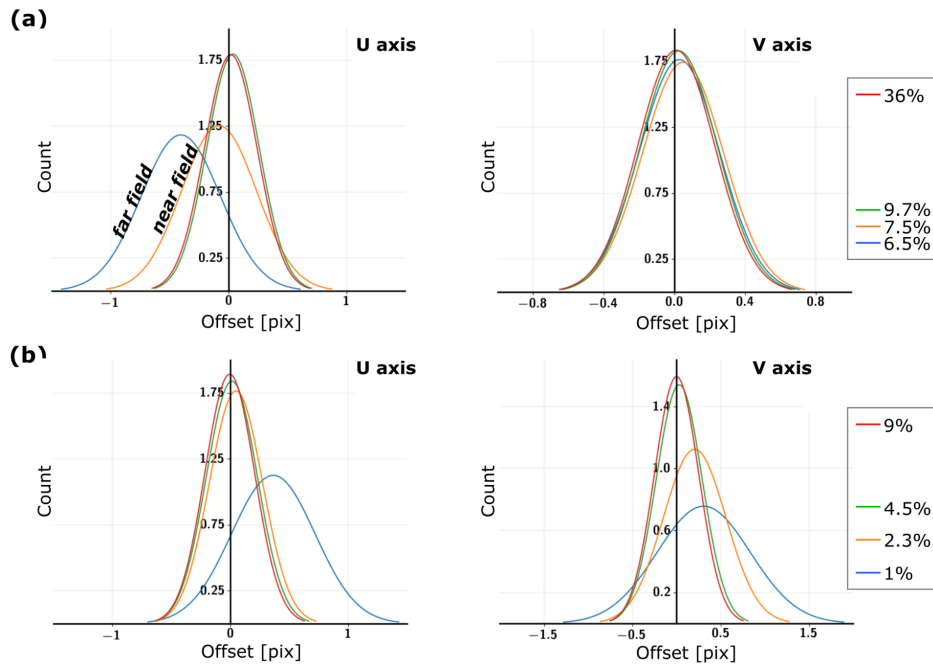 (a)
U axis
V axis
1.75
1.25
0.75
0.25
far field
near field
Count
−1
0
1
Offset [pix]
1.75
1.25
0.75
0.25
Count
−0.8
−0.4
0.0
0.4
0.8
Offset [pix]
36%
9.7%
7.5%
6.5%
(b)
U axis
V axis
1.75
1.25
0.75
0.25
Count
−1
0
1
Offset [pix]
1.4
1.0
0.6
0.2
Count
−1.5
−0.5
0.5
1.5
Offset [pix]
9%
4.5%
2.3%
1%